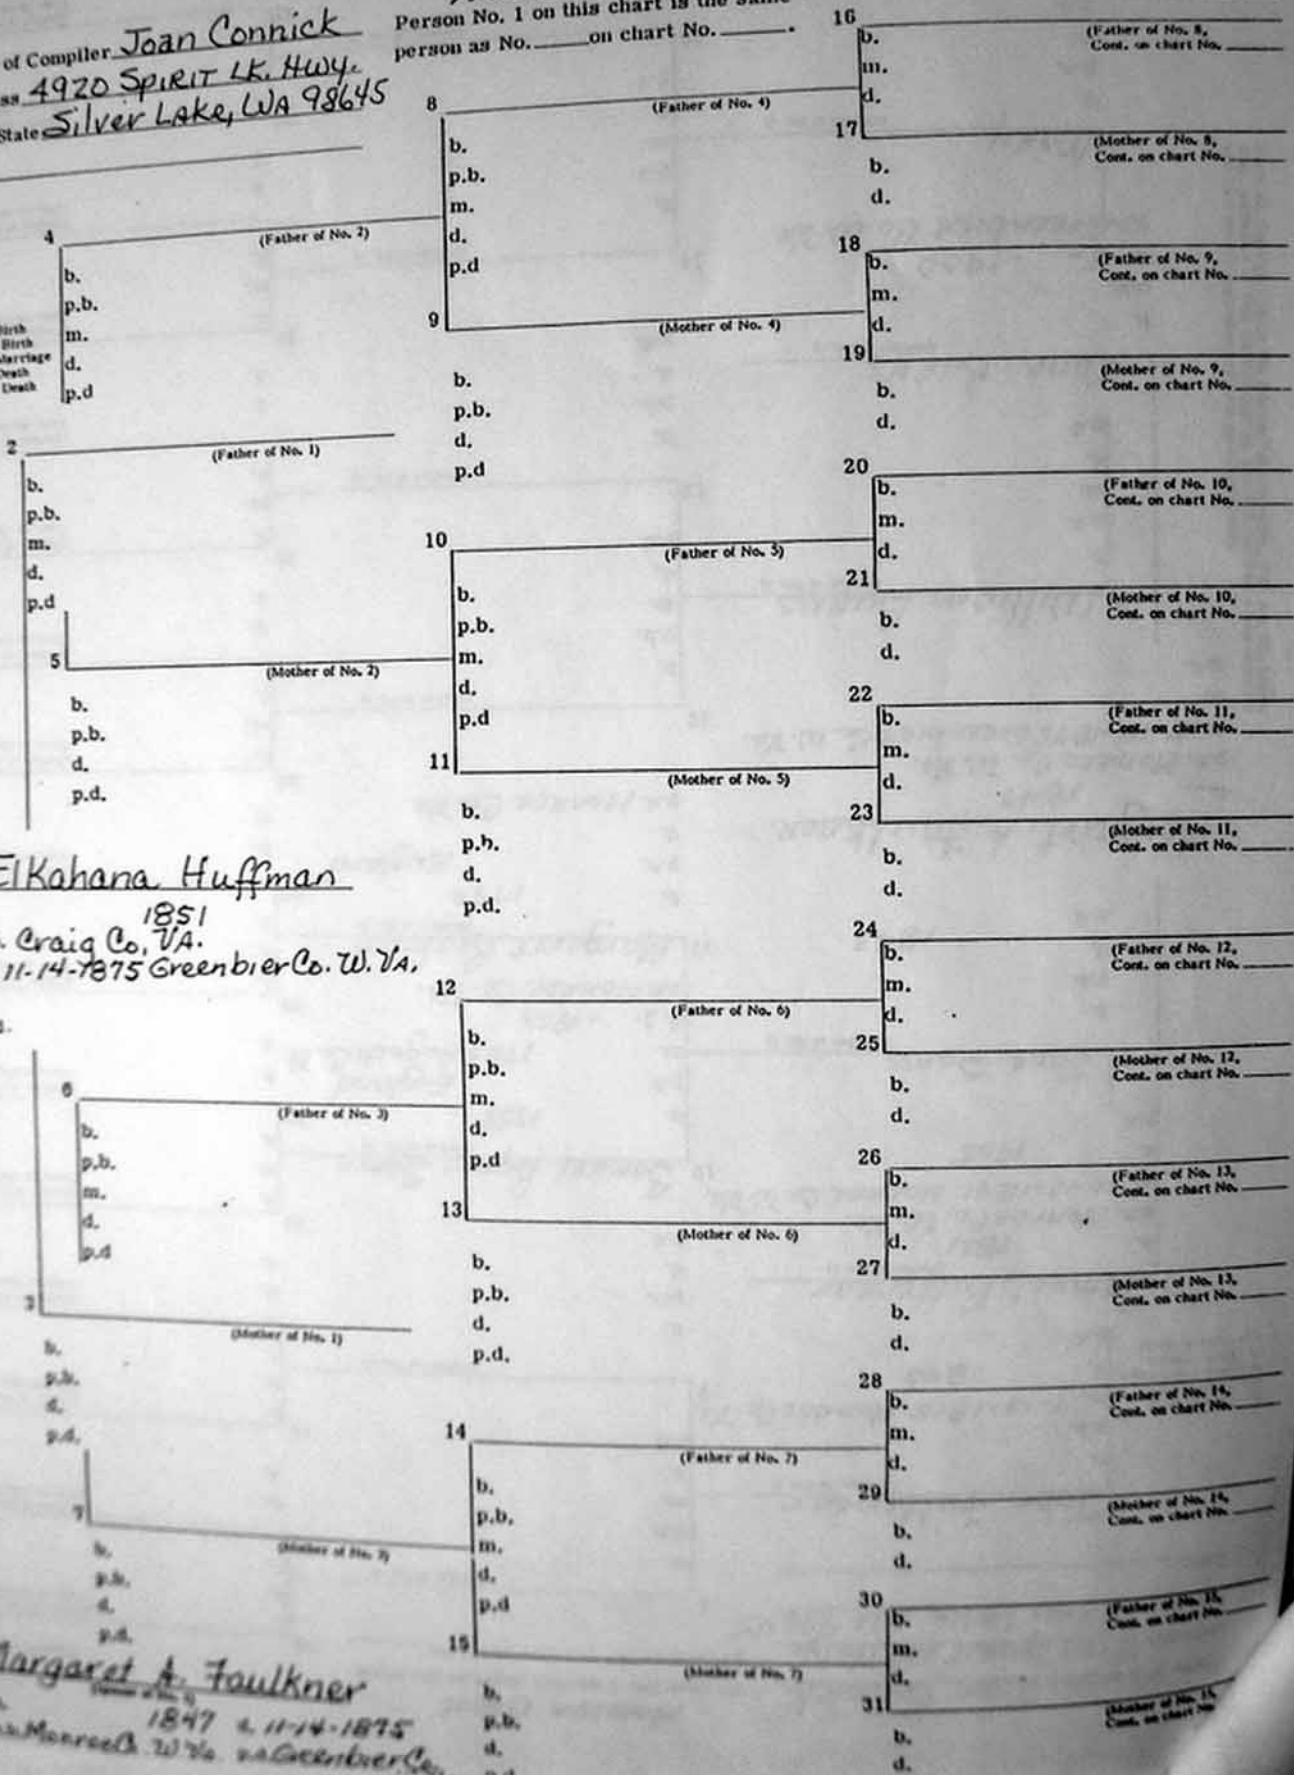 of Compiler Joan Connick
4920 Spirit Lk. Hwy.
State Silver Lake, WA 98645
Person No. 1 on this chart is the same
person as No. on chart No. .
4
(Father of No. 2)
b.
p.b.
m.
d.
p.d
Birth
Birth
Marriage
Death
Death
2
(Father of No. 1)
b.
p.b.
m.
d.
p.d
5
(Mother of No. 2)
b.
p.b.
d.
p.d.
Elkahana Huffman
1851
Craig Co, VA.
11-14-1875 Greenbier Co. W. VA.
6
(Father of No. 3)
b.
p.b.
m.
d.
p.d
3
(Mother of No. 1)
b.
p.b.
d.
p.d.
7
(Mother of No. 3)
b.
p.b.
d.
p.d.
Margaret A. Faulkner
1847 11-14-1875
Monroe Co W Va Greenbier Co.
8
(Father of No. 4)
b.
p.b.
m.
d.
p.d
9
(Mother of No. 4)
b.
p.b.
d.
p.d
10
(Father of No. 5)
b.
p.b.
m.
d.
p.d
11
(Mother of No. 5)
b.
p.b.
d.
p.d.
12
(Father of No. 6)
b.
p.b.
m.
d.
p.d
13
(Mother of No. 6)
b.
p.b.
d.
p.d.
14
(Father of No. 7)
b.
p.b.
m.
d.
p.d
15
(Mother of No. 7)
b.
p.b.
d.
16
(Father of No. 8,
Cont. on chart No.
b.
m.
d.
17
(Mother of No. 8,
Cont. on chart No.
b.
d.
18
(Father of No. 9,
Cont. on chart No.
b.
m.
d.
19
(Mother of No. 9,
Cont. on chart No.
b.
d.
20
(Father of No. 10,
Cont. on chart No.
b.
m.
d.
21
(Mother of No. 10,
Cont. on chart No.
b.
d.
22
(Father of No. 11,
Cont. on chart No.
b.
m.
d.
23
(Mother of No. 11,
Cont. on chart No.
b.
d.
24
(Father of No. 12,
Cont. on chart No.
b.
m.
d.
25
(Mother of No. 12,
Cont. on chart No.
b.
d.
26
(Father of No. 13,
Cont. on chart No.
b.
m.
d.
27
(Mother of No. 13,
Cont. on chart No.
b.
d.
28
(Father of No. 14,
Cont. on chart No.
b.
m.
d.
29
(Mother of No. 14,
Cont. on chart No.
b.
d.
30
(Father of No. 15,
Cont. on chart No.
b.
m.
d.
31
(Mother of No. 15,
Cont. on chart No.
b.
d.